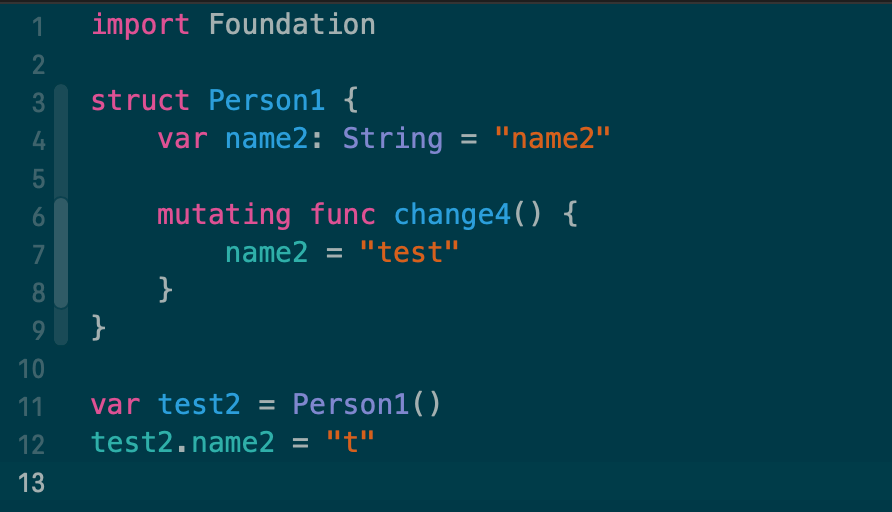 1 import Foundation
2
3 struct Person1 {
4     var name2: String = "name2"
5
6     mutating func change4() {
7         name2 = "test"
8     }
9 }
10
11 var test2 = Person1()
12 test2.name2 = "t"
13